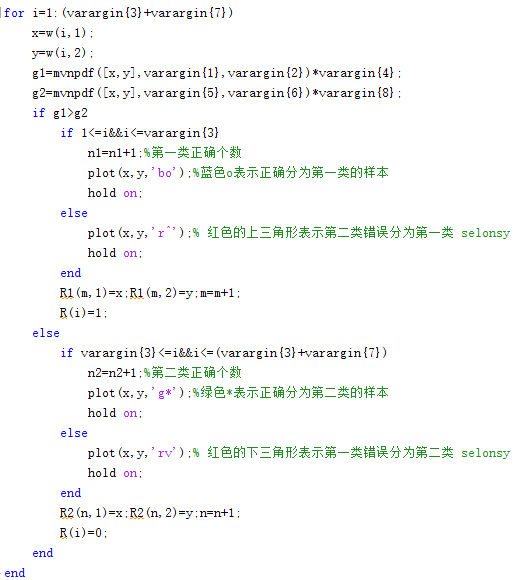 for i=1:(varargin{3}+varargin{7})
    x=w(i,1);
    y=w(i,2);
    g1=mvnpdf([x,y],varargin{1},varargin{2})*varargin{4};
    g2=mvnpdf([x,y],varargin{5},varargin{6})*varargin{8};
    if g1>g2
        if 1<=i&&i<=varargin{3}
            n1=n1+1;%第一类正确个数
            plot(x,y,'bo');%蓝色o表示正确分为第一类的样本
            hold on;
        else
            plot(x,y,'r^');% 红色的上三角形表示第二类错误分为第一类 selonsy
            hold on;
        end
        R1(m,1)=x;R1(m,2)=y;m=m+1;
        R(i)=1;
    else
        if varargin{3}<=i&&i<=(varargin{3}+varargin{7})
            n2=n2+1;%第二类正确个数
            plot(x,y,'g*');%绿色*表示正确分为第二类的样本
            hold on;
        else
            plot(x,y,'rv');% 红色的下三角形表示第一类错误分为第二类 selonsy
            hold on;
        end
        R2(n,1)=x;R2(n,2)=y;n=n+1;
        R(i)=0;
    end
end